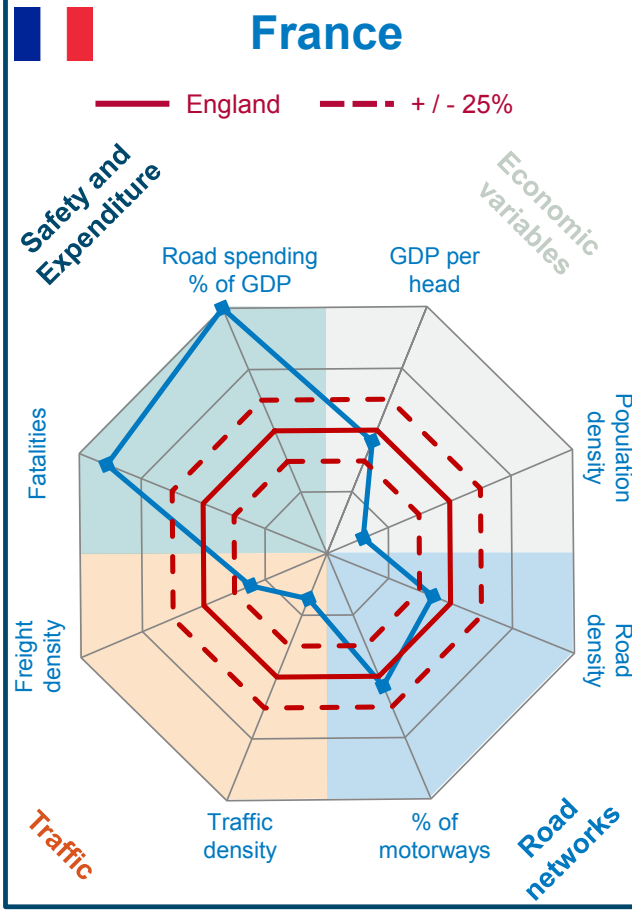 France
England
+ / - 25%
Safety and
Expenditure
Economic
variables
Road spending
% of GDP
GDP per
head
Fatalities
Population
density
Freight
density
Road
density
Traffic
density
% of
motorways
Traffic
Road
networks